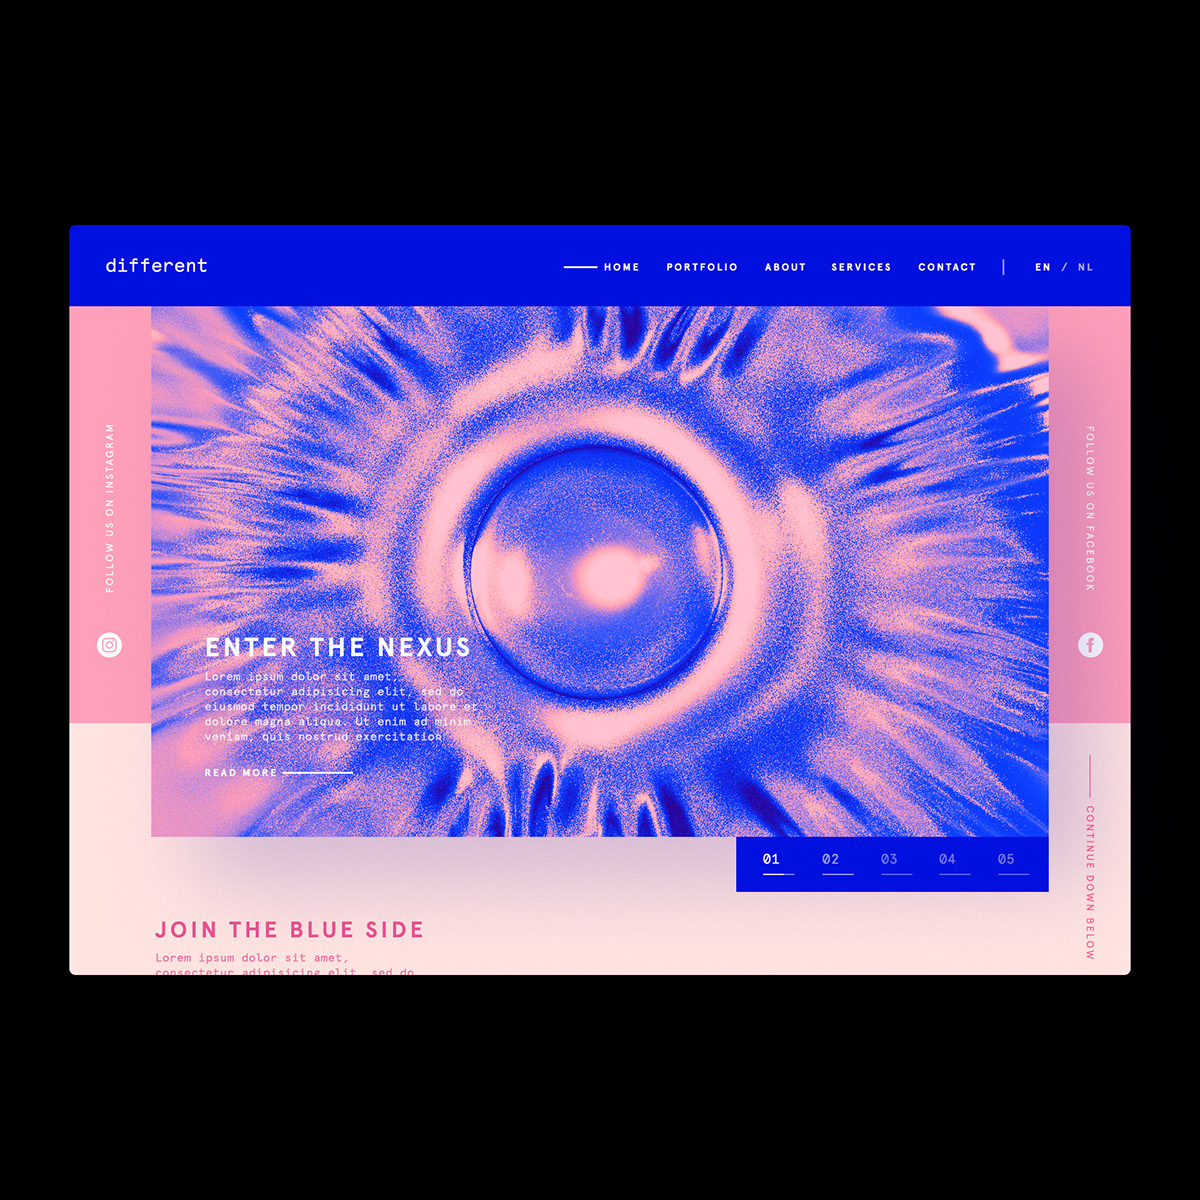 different
HOME PORTFOLIO ABOUT SERVICES CONTACT | EN / NL
FOLLOW US ON INSTAGRAM
FOLLOW US ON FACEBOOK
ENTER THE NEXUS
Lorem ipsum dolor sit amet,
consectetur adipisicing elit, sed do
eiusmod tempor incididunt ut labore et
dolore magna aliqua. Ut enim ad minim
veniam, quis nostrud exercitation
READ MORE
01 02 03 04 05
CONTINUE DOWN BELOW
JOIN THE BLUE SIDE
Lorem ipsum dolor sit amet,
consectetur adipisicing elit, sed do